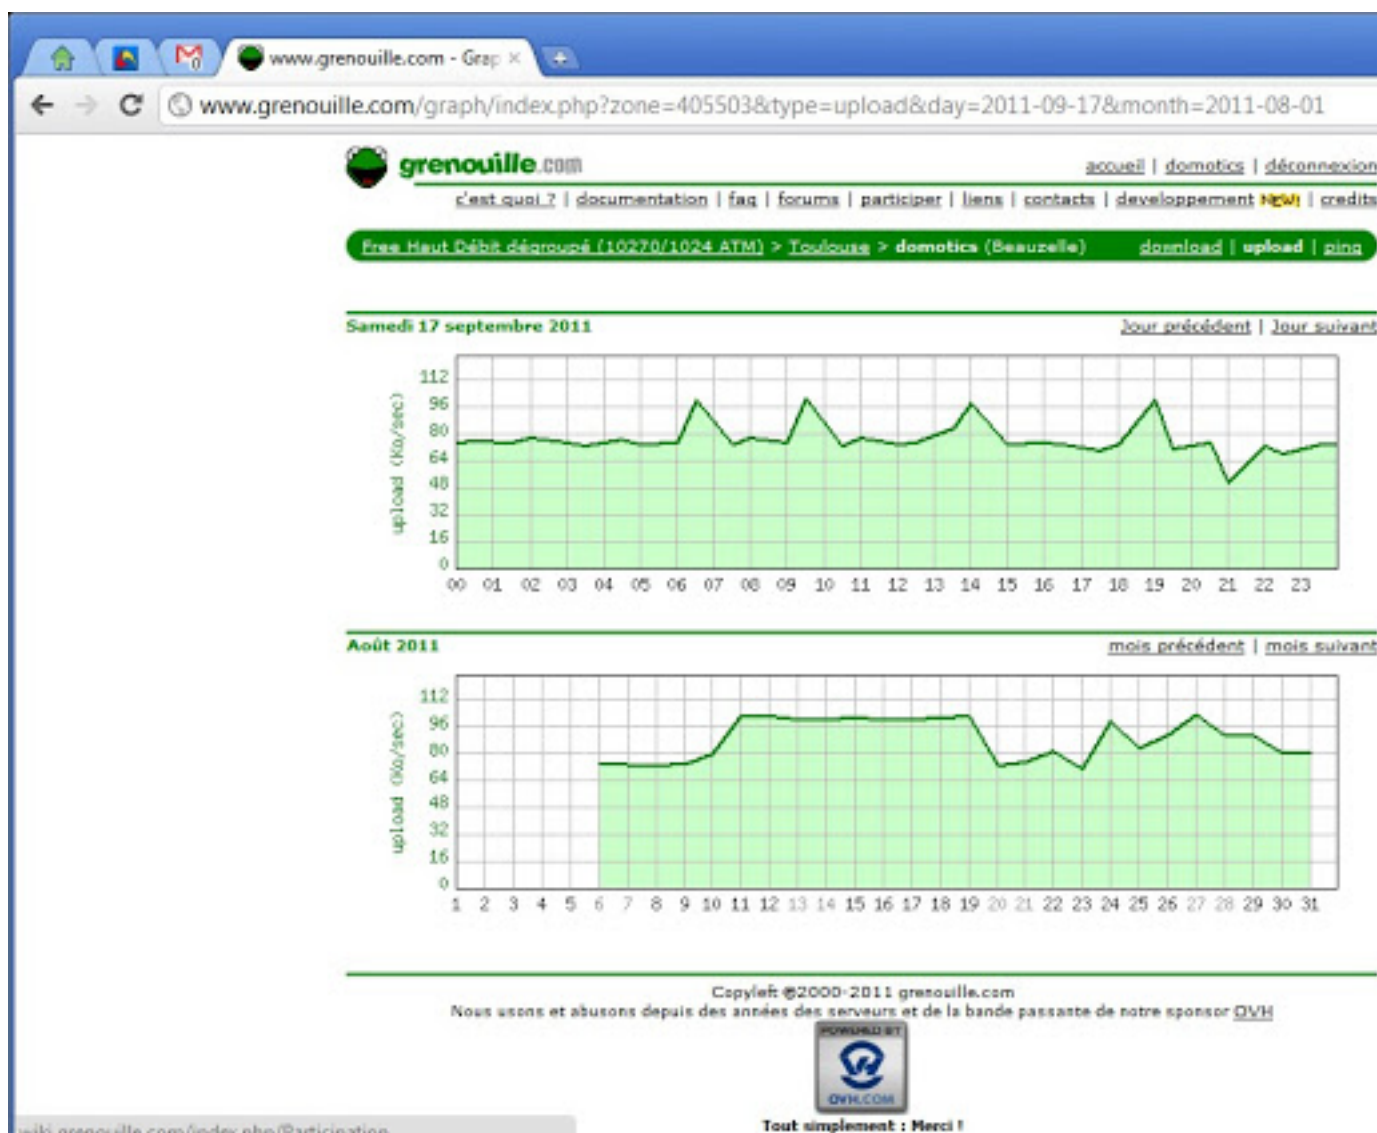 www.grenouille.com - Grap
www.grenouille.com/graph/index.php?zone=405503&type=upload&day=2011-09-17&month=2011-08-01
grenouille.com
accueil | domotics | déconnexion
c'est quoi ? | documentation | faq | forums | participer | liens | contacts | developpement NEW! | credits
Free Haut Débit dégroupé (10270/1024 ATM) > Toulouse > domotics (Beauzelle) download | upload | ping
Samedi 17 septembre 2011 Jour précédent | Jour suivant
upload (Ko/sec)
112
96
80
64
48
32
16
0
00 01 02 03 04 05 06 07 08 09 10 11 12 13 14 15 16 17 18 19 20 21 22 23
Août 2011 mois précédent | mois suivant
upload (Ko/sec)
112
96
80
64
48
32
16
0
1 2 3 4 5 6 7 8 9 10 11 12 13 14 15 16 17 18 19 20 21 22 23 24 25 26 27 28 29 30 31
Copyleft ©2000-2011 grenouille.com
Nous usons et abusons depuis des années des serveurs et de la bande passante de notre sponsor OVH
POWERED BY
OVH.COM
Tout simplement : Merci !
wiki.grenouille.com/index.php/Participation